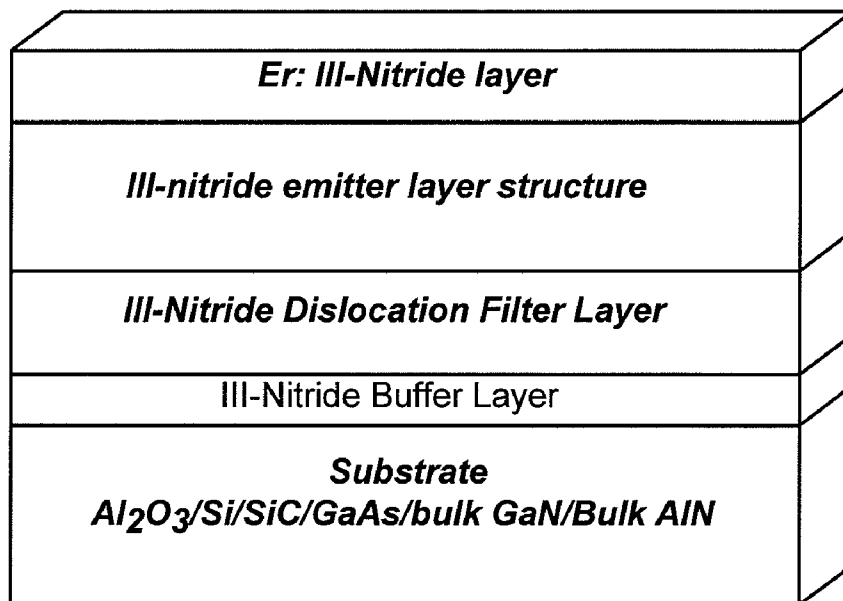 Er: III-Nitride layer
III-nitride emitter layer structure
III-Nitride Dislocation Filter Layer
III-Nitride Buffer Layer
Substrate
Al₂O₃/Si/SiC/GaAs/bulk GaN/Bulk AlN